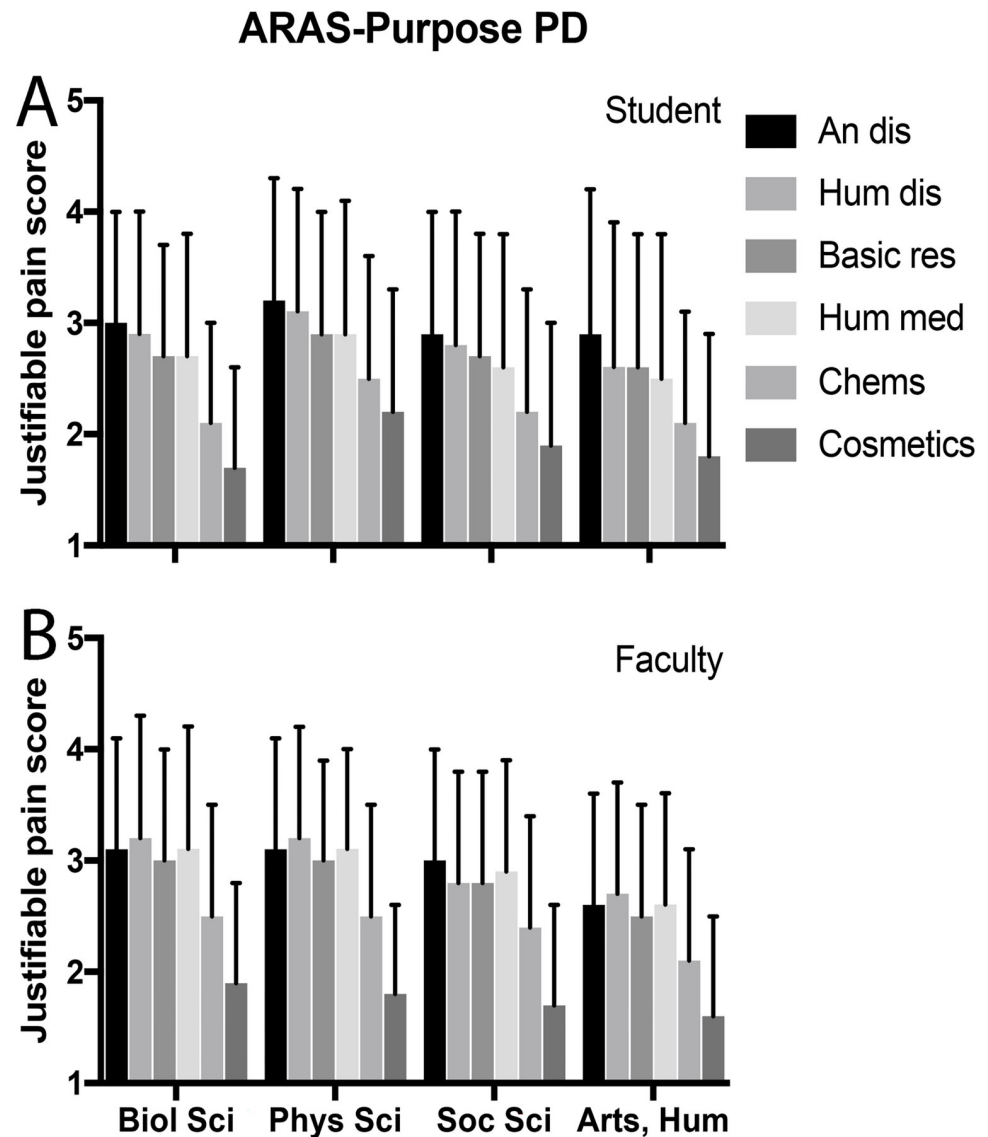 ARAS-Purpose PD
A
Student
Justifiable pain score
5
4
3
2
1
An dis
Hum dis
Basic res
Hum med
Chems
Cosmetics
B
Faculty
Justifiable pain score
5
4
3
2
1
Biol Sci Phys Sci Soc Sci Arts, Hum